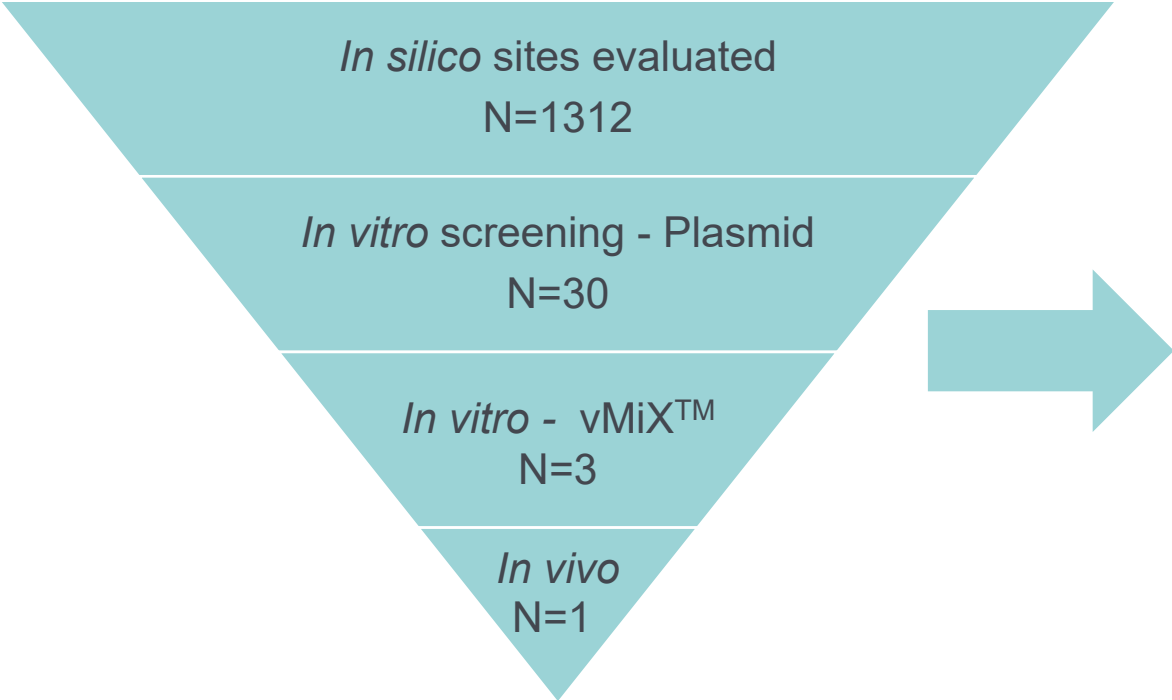 In silico sites evaluated
N=1312
In vitro screening - Plasmid
N=30
In vitro - vMiX™
N=3
In vivo
N=1